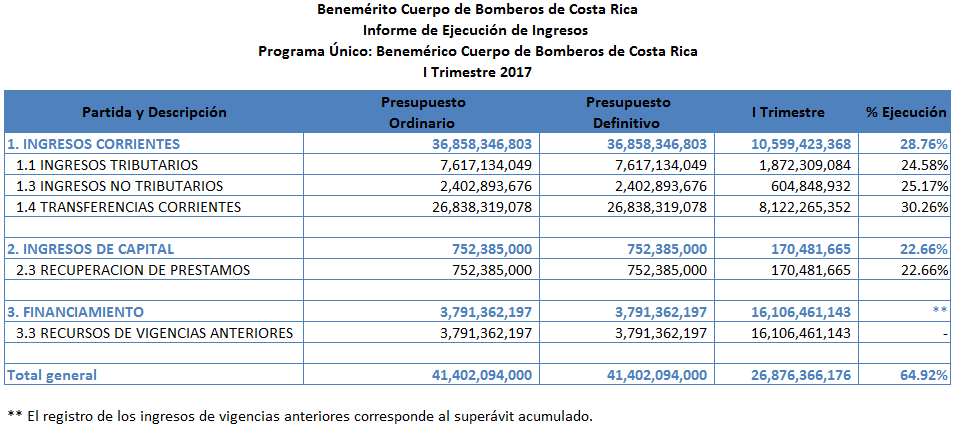 Benemérito Cuerpo de Bomberos de Costa Rica
Informe de Ejecución de Ingresos
Programa Único: Benemérico Cuerpo de Bomberos de Costa Rica
I Trimestre 2017
Partida y Descripción Presupuesto Ordinario Presupuesto Definitivo I Trimestre % Ejecución
1. INGRESOS CORRIENTES 36,858,346,803 36,858,346,803 10,599,423,368 28.76%
1.1 INGRESOS TRIBUTARIOS 7,617,134,049 7,617,134,049 1,872,309,084 24.58%
1.3 INGRESOS NO TRIBUTARIOS 2,402,893,676 2,402,893,676 604,848,932 25.17%
1.4 TRANSFERENCIAS CORRIENTES 26,838,319,078 26,838,319,078 8,122,265,352 30.26%
2. INGRESOS DE CAPITAL 752,385,000 752,385,000 170,481,665 22.66%
2.3 RECUPERACION DE PRESTAMOS 752,385,000 752,385,000 170,481,665 22.66%
3. FINANCIAMIENTO 3,791,362,197 3,791,362,197 16,106,461,143 **
3.3 RECURSOS DE VIGENCIAS ANTERIORES 3,791,362,197 3,791,362,197 16,106,461,143 -
Total general 41,402,094,000 41,402,094,000 26,876,366,176 64.92%
** El registro de los ingresos de vigencias anteriores corresponde al superávit acumulado.